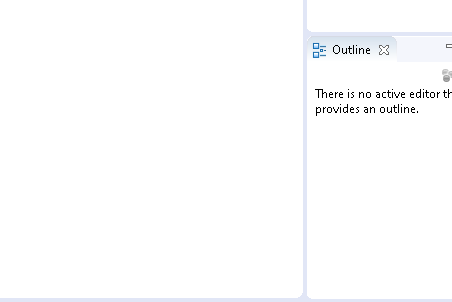 Outline
There is no active editor th
provides an outline.